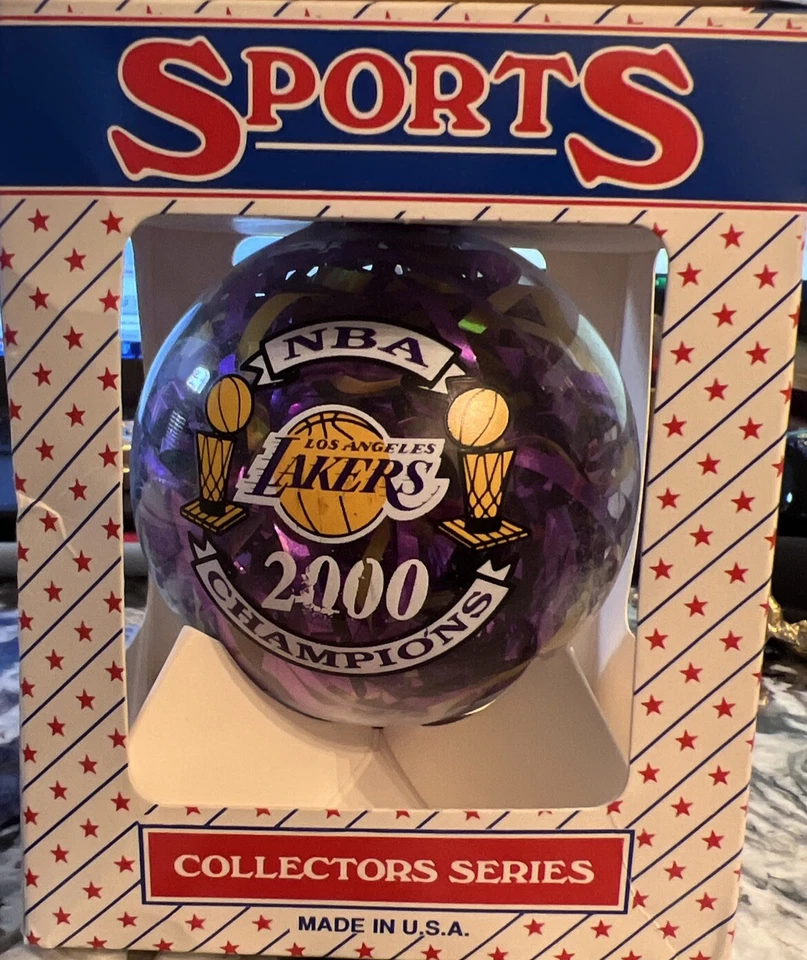 SPORTS
NBA
LOS ANGELES
LAKERS
2000
CHAMPIONS
COLLECTORS SERIES
MADE IN U.S.A.